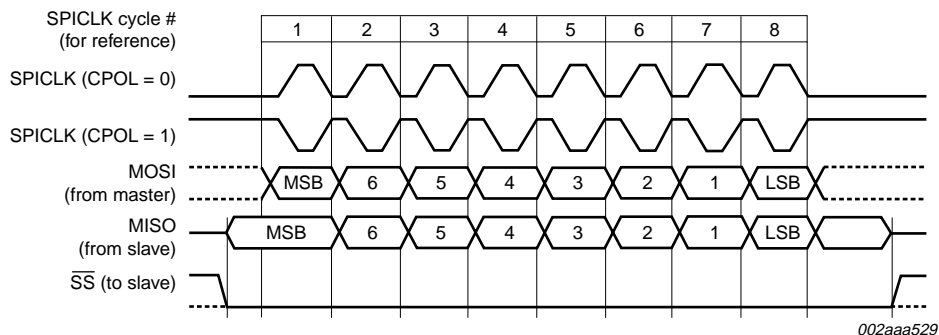 SPICLK cycle #
(for reference)
1 2 3 4 5 6 7 8
SPICLK (CPOL = 0)
SPICLK (CPOL = 1)
MOSI
(from master)
MSB 6 5 4 3 2 1 LSB
MISO
(from slave)
MSB 6 5 4 3 2 1 LSB
S̅S̅ (to slave)
002aaa529